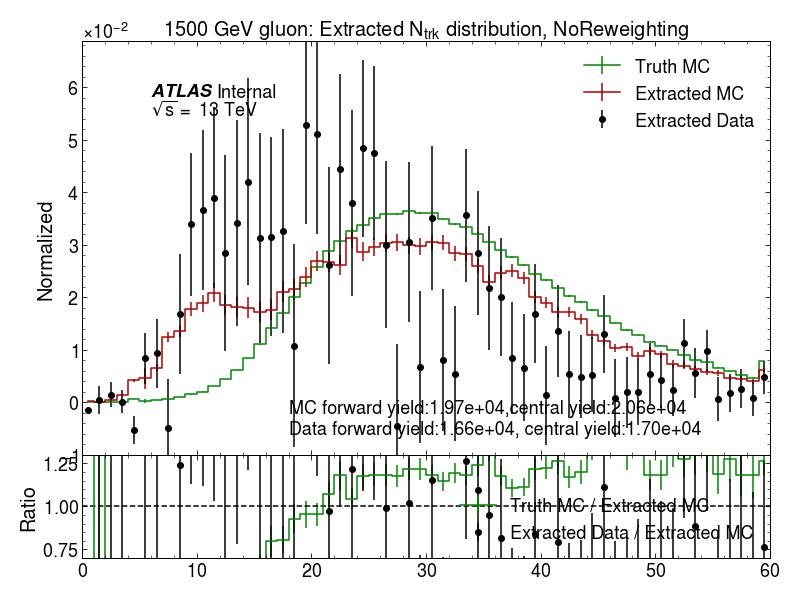 ×10−2
1500 GeV gluon: Extracted Ntrk distribution, NoReweighting
ATLAS Internal
√s = 13 TeV
Truth MC
Extracted MC
Extracted Data
Normalized
6
5
4
3
2
1
0
MC forward yield:1.97e+04,central yield:2.06e+04
Data forward yield:1.66e+04, central yield:1.70e+04
Ratio
1.25
1.00
0.75
Truth MC / Extracted MC
Extracted Data / Extracted MC
0 10 20 30 40 50 60